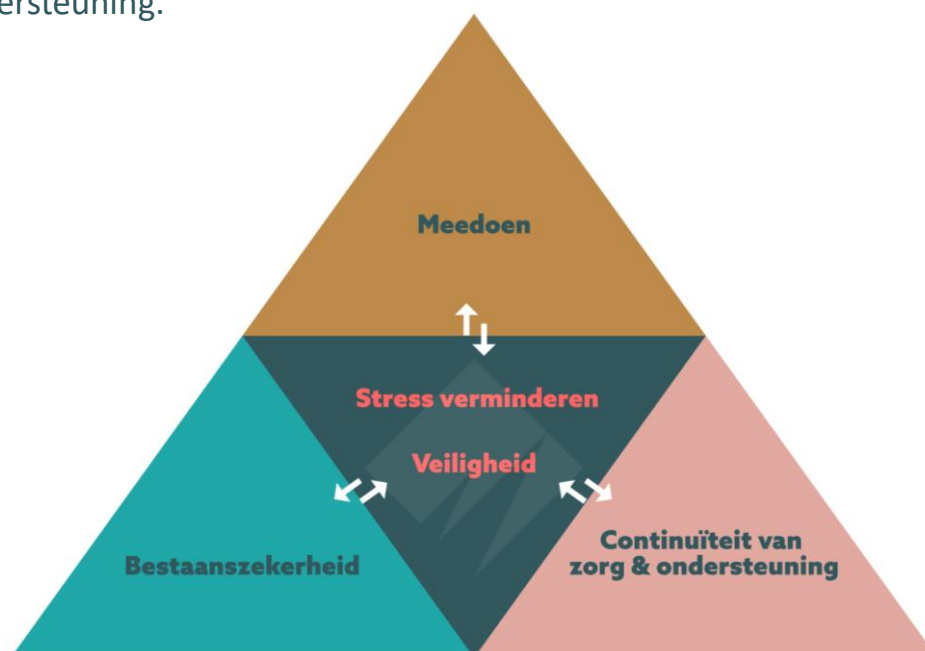 ersteuning.
Meedoen
Stress verminderen
Veiligheid
Bestaanszekerheid
Continuïteit van
zorg & ondersteuning